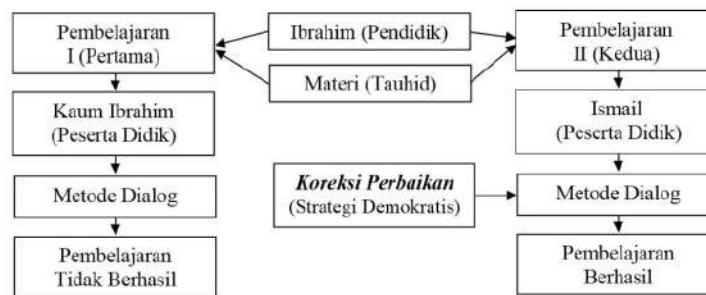 Pembelajaran
I (Pertama)
Ibrahim (Pendidik)
Materi (Tauhid)
Pembelajaran
II (Kedua)
Kaum Ibrahim
(Peserta Didik)
Ismail
(Peserta Didik)
Metode Dialog
Koreksi Perbaikan
(Strategi Demokratis)
Metode Dialog
Pembelajaran
Tidak Berhasil
Pembelajaran
Berhasil